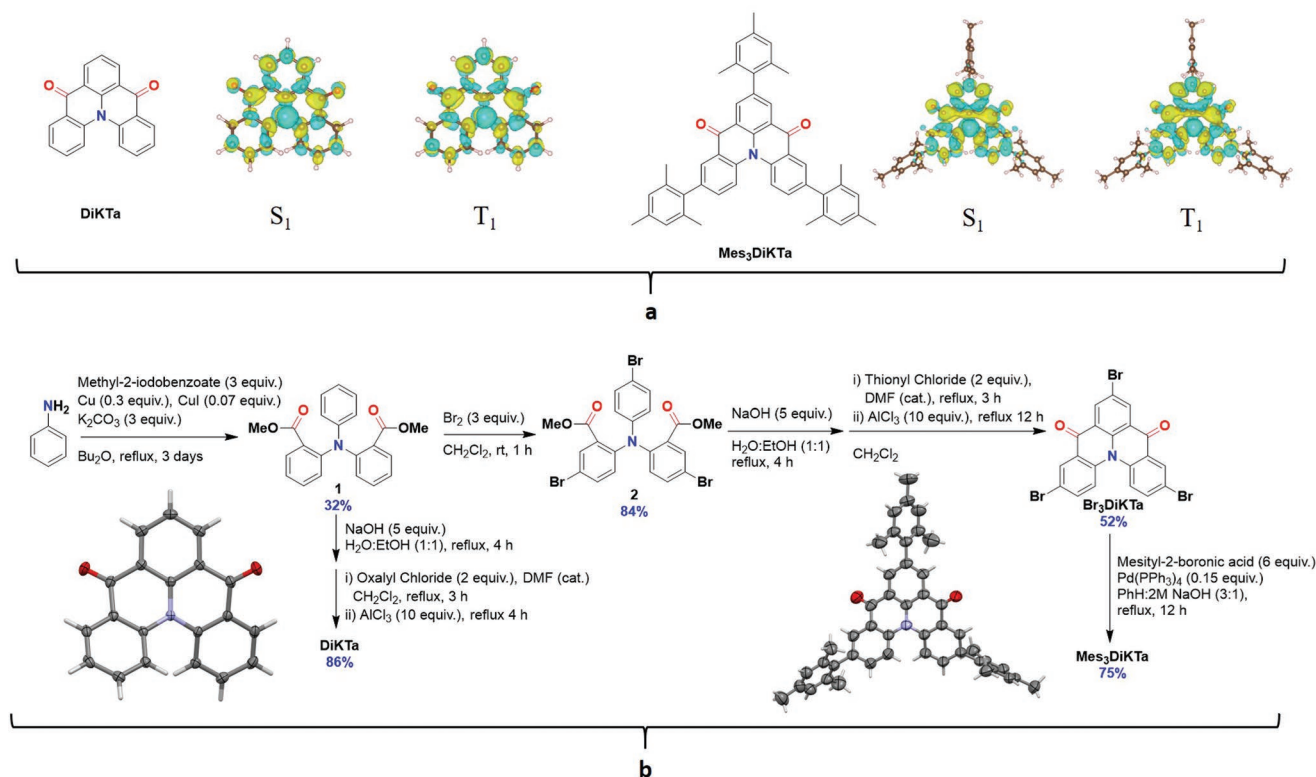 O
O
N
DiKTa
S1
T1
O
O
N
Mes3DiKTa
S1
T1
a
NH2
Methyl-2-iodobenzoate (3 equiv.)
Cu (0.3 equiv.), CuI (0.07 equiv.)
K2CO3 (3 equiv.)
Bu2O, reflux, 3 days
O
O
MeO
OMe
N
1
32%
Br2 (3 equiv.)
CH2Cl2, rt, 1 h
Br
O
O
MeO
OMe
N
Br
Br
2
84%
NaOH (5 equiv.)
H2O:EtOH (1:1)
reflux, 4 h
i) Thionyl Chloride (2 equiv.),
DMF (cat.), reflux, 3 h
ii) AlCl3 (10 equiv.), reflux 12 h
CH2Cl2
Br
O
O
N
Br
Br
Br3DiKTa
52%
NaOH (5 equiv.)
H2O:EtOH (1:1), reflux, 4 h
i) Oxalyl Chloride (2 equiv.), DMF (cat.)
CH2Cl2, reflux, 3 h
ii) AlCl3 (10 equiv.), reflux 4 h
DiKTa
86%
Mesityl-2-boronic acid (6 equiv.)
Pd(PPh3)4 (0.15 equiv.)
PhH:2M NaOH (3:1),
reflux, 12 h
Mes3DiKTa
75%
b